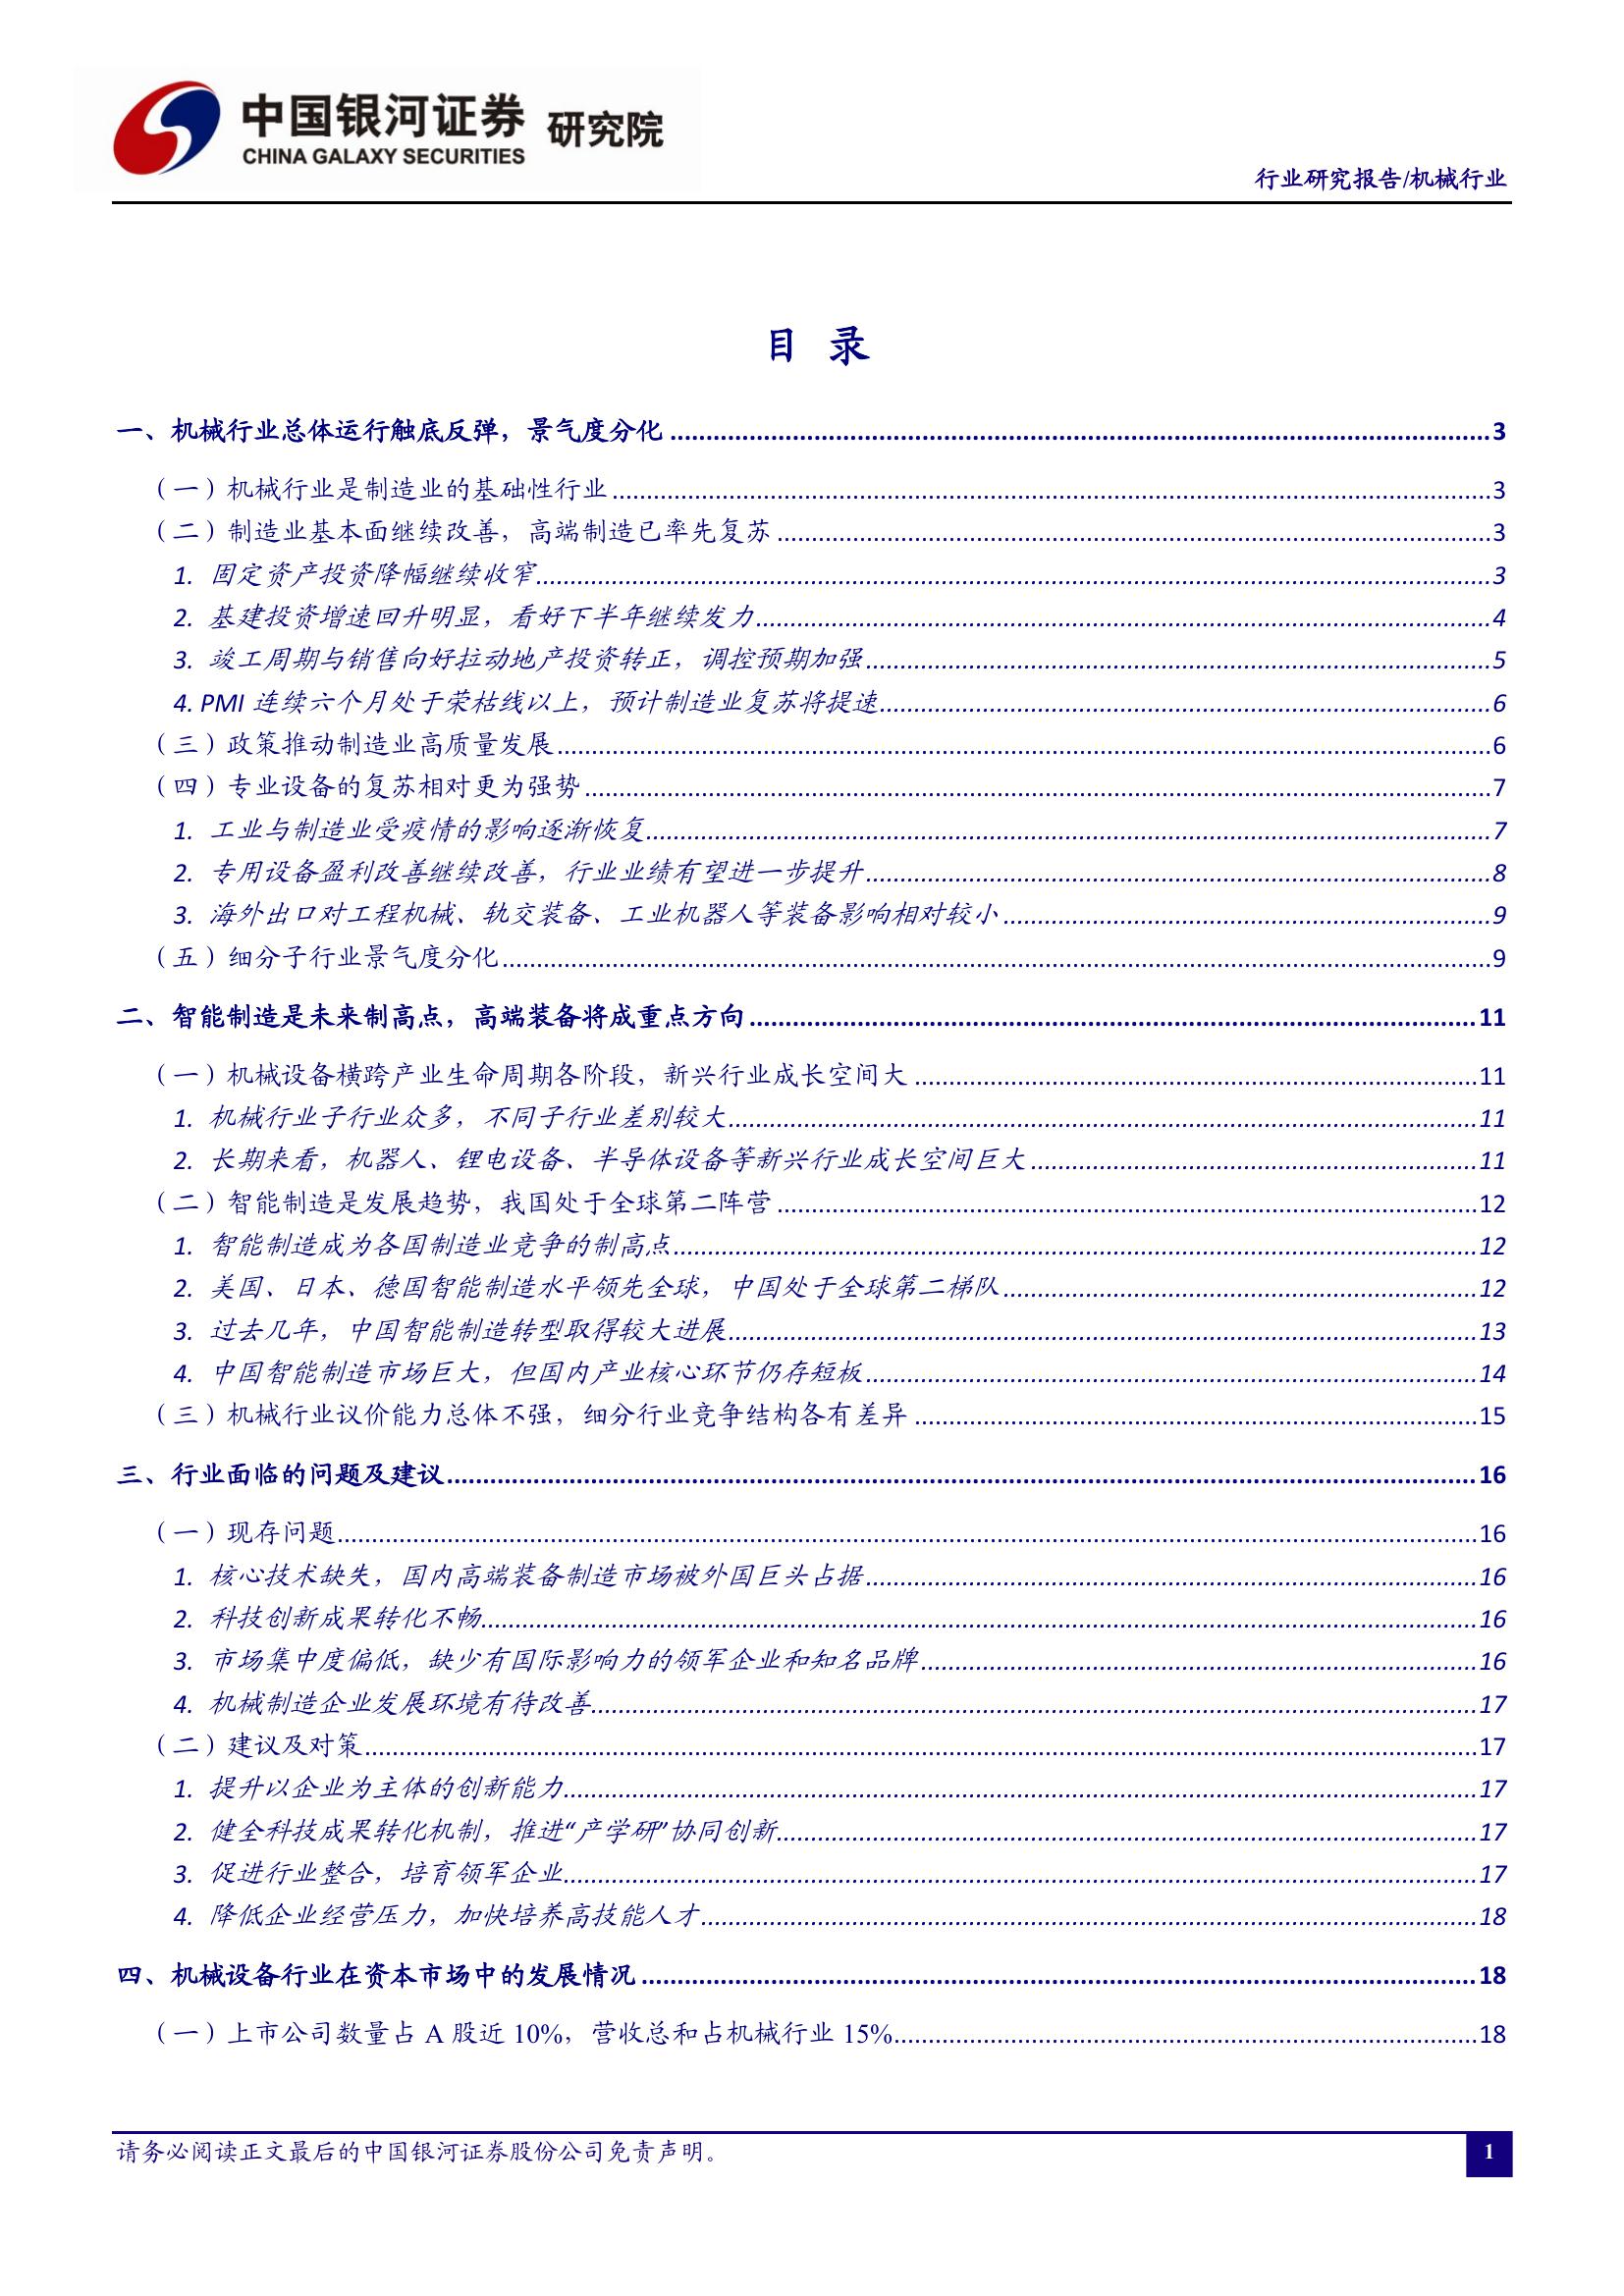 中国银河证券 研究院
CHINA GALAXY SECURITIES
行业研究报告/机械行业
目 录
一、机械行业总体运行触底反弹，景气度分化........3
（一）机械行业是制造业的基础性行业........3
（二）制造业基本面继续改善，高端制造已率先复苏........3
1. 固定资产投资降幅继续收窄........3
2. 基建投资增速回升明显，看好下半年继续发力........4
3. 竣工周期与销售向好拉动地产投资转正，调控预期加强........5
4. PMI 连续六个月处于荣枯线以上，预计制造业复苏将提速........6
（三）政策推动制造业高质量发展........6
（四）专业设备的复苏相对更为强势........7
1. 工业与制造业受疫情的影响逐渐恢复........7
2. 专用设备盈利改善继续改善，行业业绩有望进一步提升........8
3. 海外出口对工程机械、轨交装备、工业机器人等装备影响相对较小........9
（五）细分子行业景气度分化........9
二、智能制造是未来制高点，高端装备将成重点方向........11
（一）机械设备横跨产业生命周期各阶段，新兴行业成长空间大........11
1. 机械行业子行业众多，不同子行业差别较大........11
2. 长期来看，机器人、锂电设备、半导体设备等新兴行业成长空间巨大........11
（二）智能制造是发展趋势，我国处于全球第二阵营........12
1. 智能制造成为各国制造业竞争的制高点........12
2. 美国、日本、德国智能制造水平领先全球，中国处于全球第二梯队........12
3. 过去几年，中国智能制造转型取得较大进展........13
4. 中国智能制造市场巨大，但国内产业核心环节仍存短板........14
（三）机械行业议价能力总体不强，细分行业竞争结构各有差异........15
三、行业面临的问题及建议........16
（一）现存问题........16
1. 核心技术缺失，国内高端装备制造市场被外国巨头占据........16
2. 科技创新成果转化不畅........16
3. 市场集中度偏低，缺少有国际影响力的领军企业和知名品牌........16
4. 机械制造企业发展环境有待改善........17
（二）建议及对策........17
1. 提升以企业为主体的创新能力........17
2. 健全科技成果转化机制，推进“产学研”协同创新........17
3. 促进行业整合，培育领军企业........17
4. 降低企业经营压力，加快培养高技能人才........18
四、机械设备行业在资本市场中的发展情况........18
（一）上市公司数量占 A 股近 10%，营收总和占机械行业 15%........18
请务必阅读正文最后的中国银河证券股份公司免责声明。
1